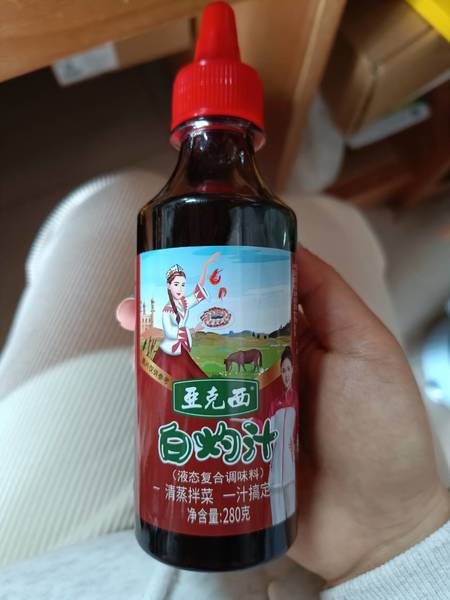 亚克西
白灼汁
(液态复合调味料)
一 清蒸拌菜 一汁搞定
净含量:280克